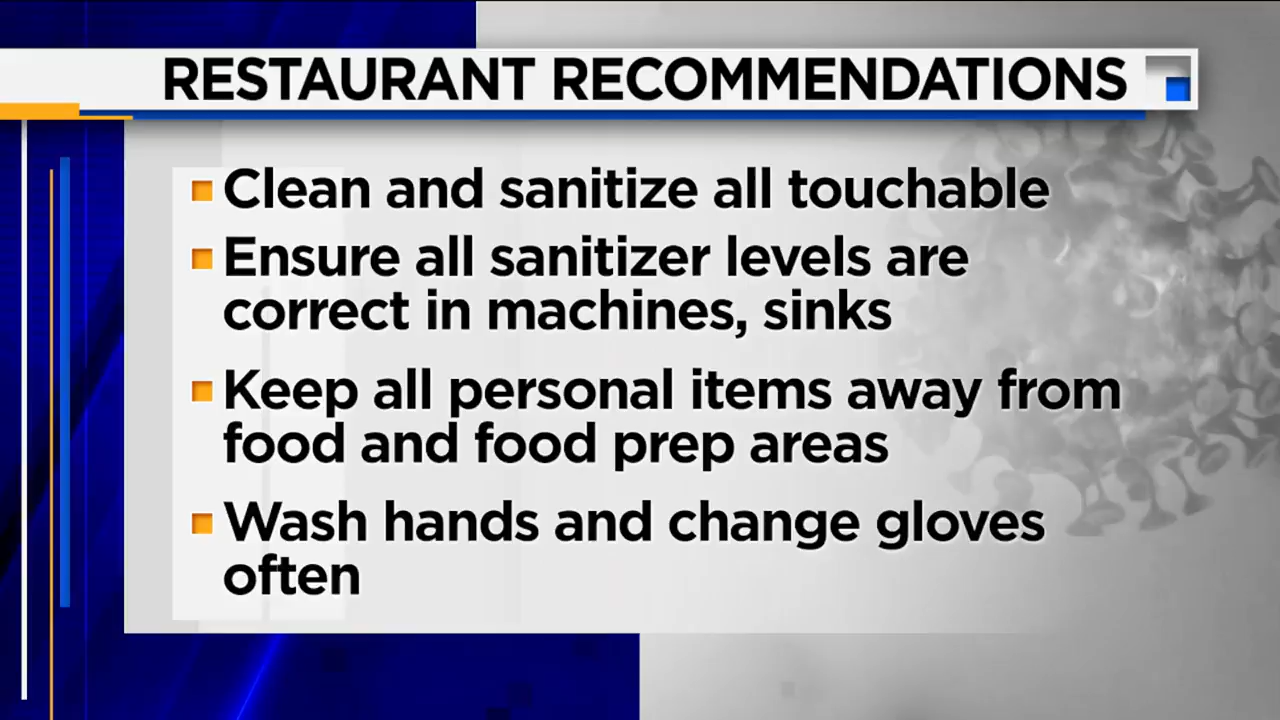 RESTAURANT RECOMMENDATIONS
Clean and sanitize all touchable
Ensure all sanitizer levels are
correct in machines, sinks
Keep all personal items away from
food and food prep areas
Wash hands and change gloves
often